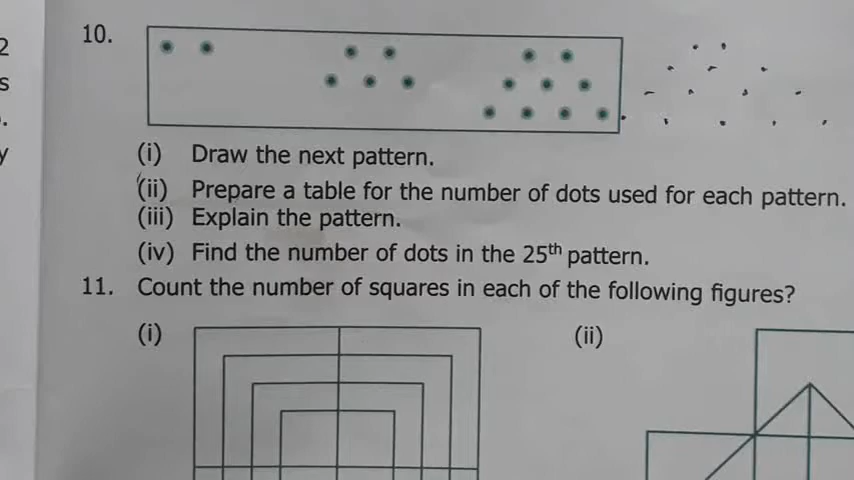 2
s
.
y
10.
(i) Draw the next pattern.
(ii) Prepare a table for the number of dots used for each pattern.
(iii) Explain the pattern.
(iv) Find the number of dots in the 25th pattern.
11. Count the number of squares in each of the following figures?
(i) (ii)